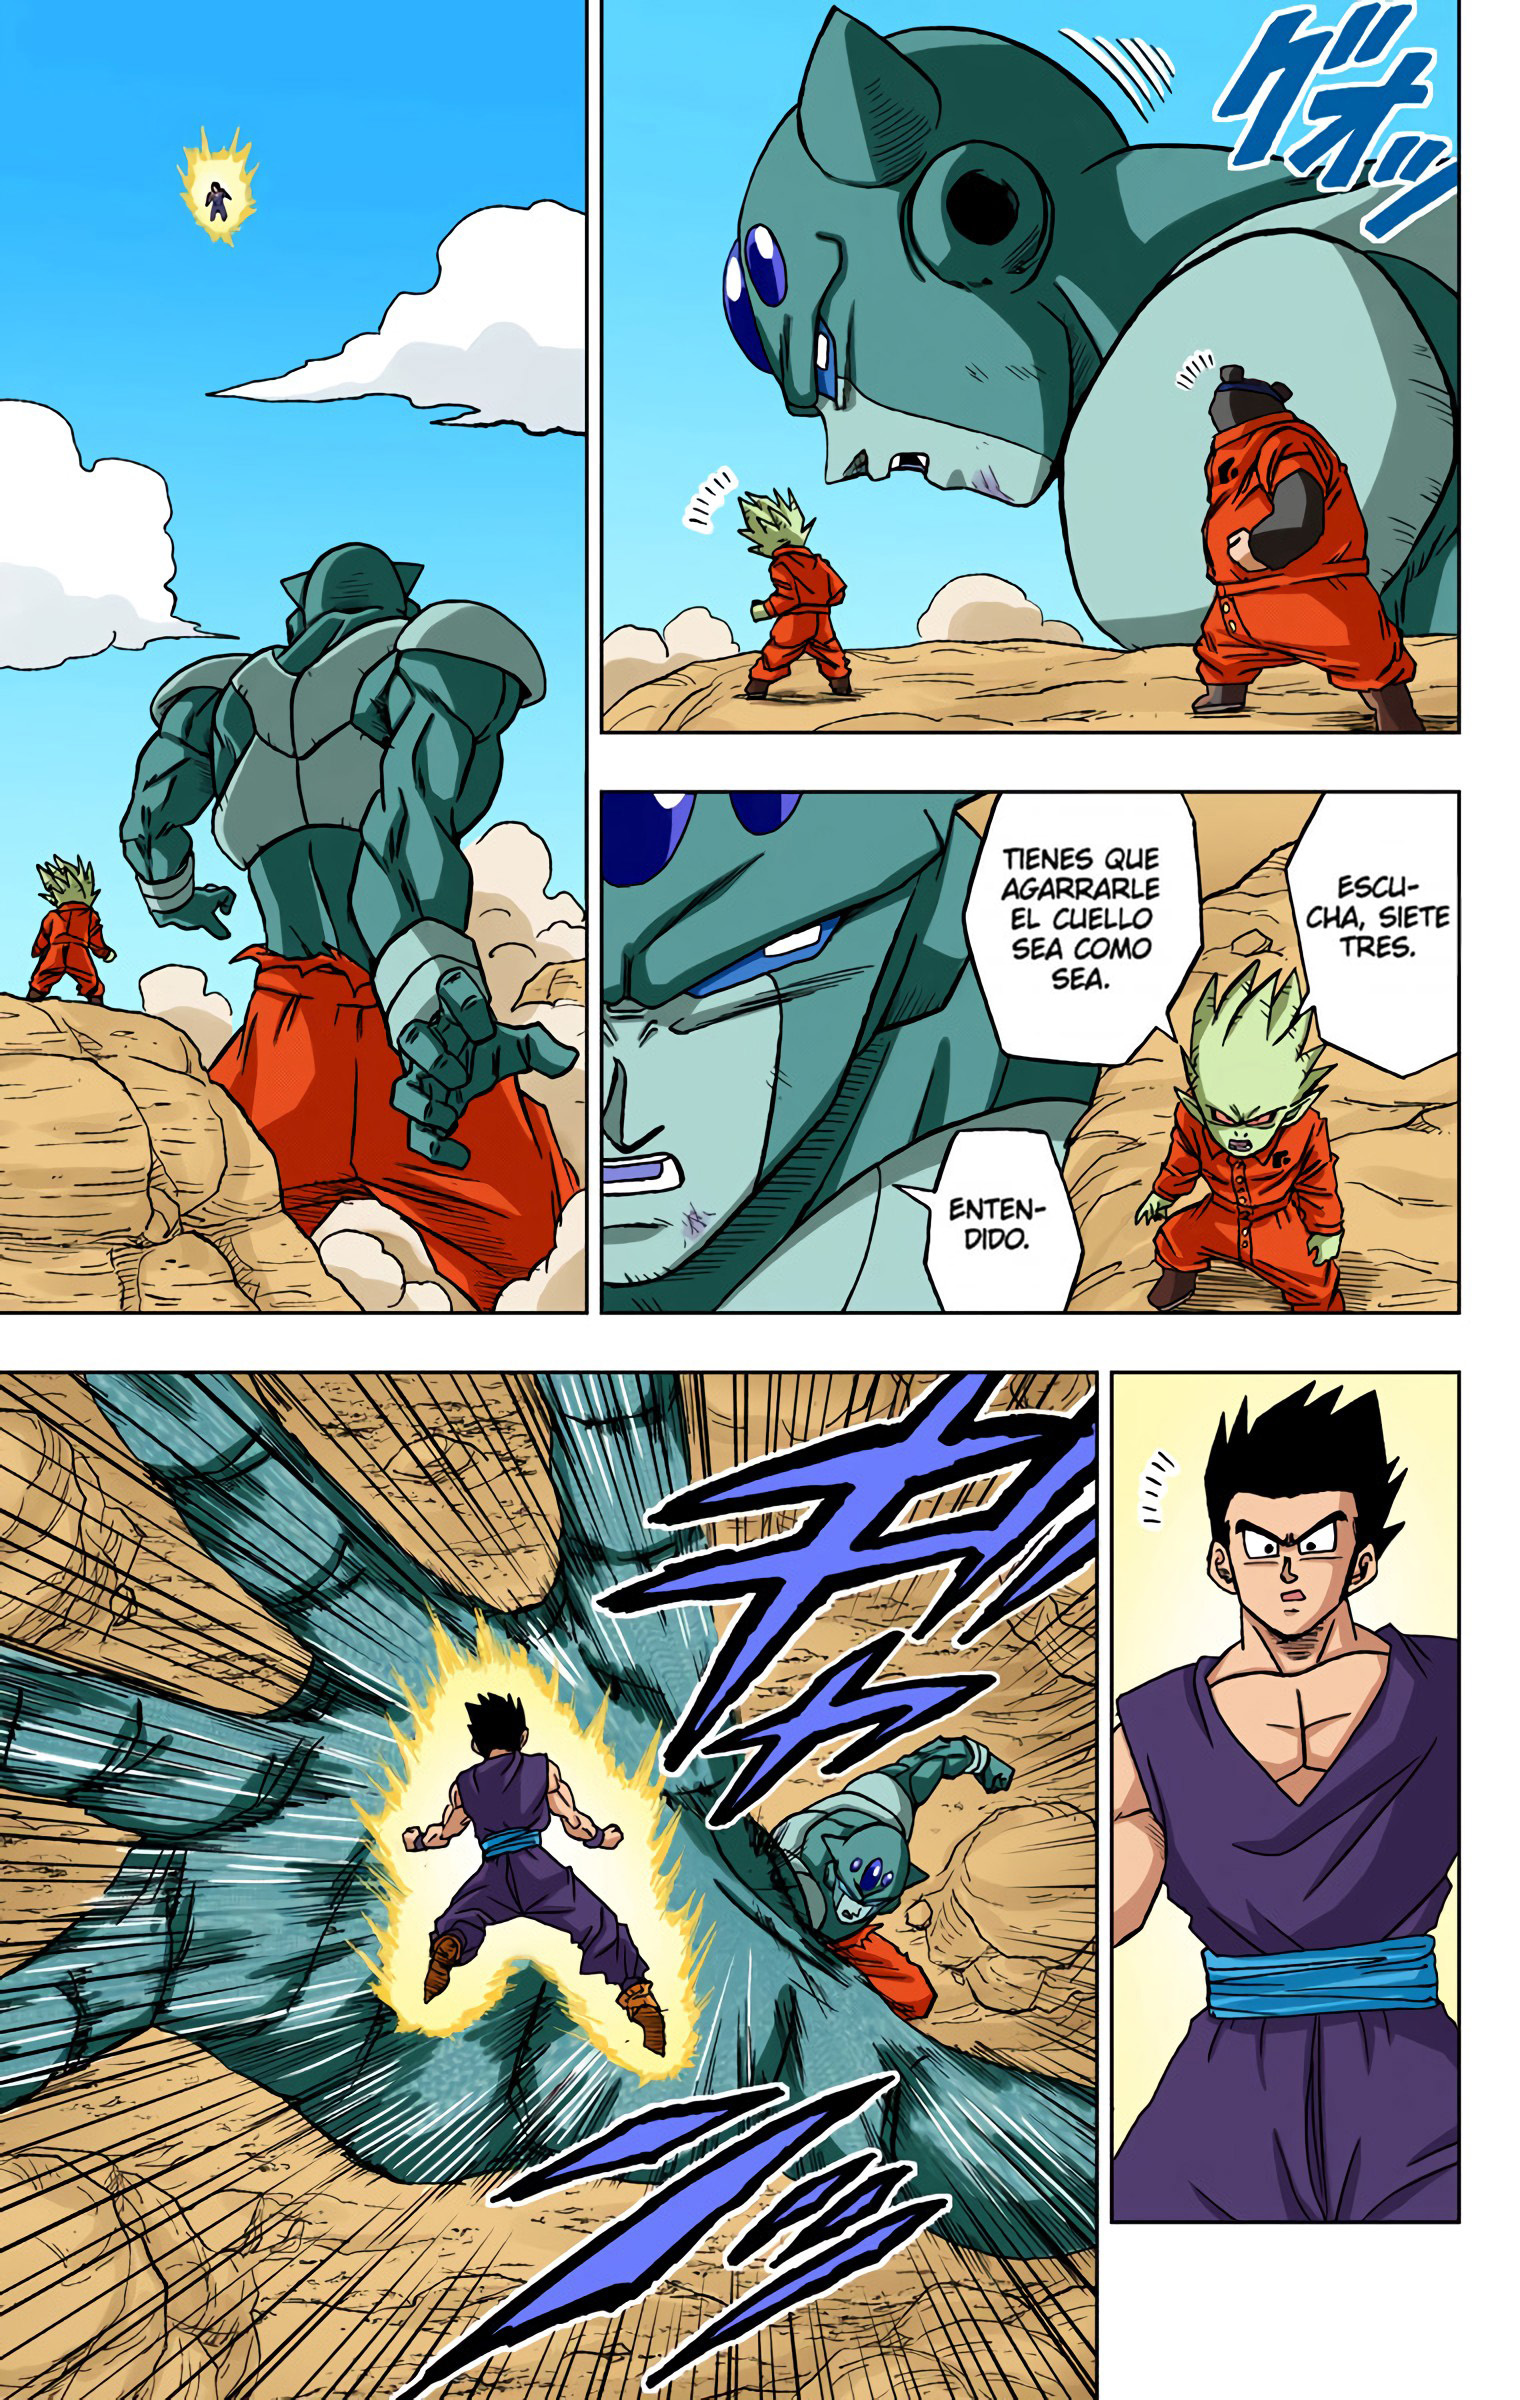 グオッ
ESCU-
CHA, SIETE
TRES.
TIENES QUE
AGARRARLE
EL CUELLO
SEA COMO
SEA.
ENTEN-
DIDO.